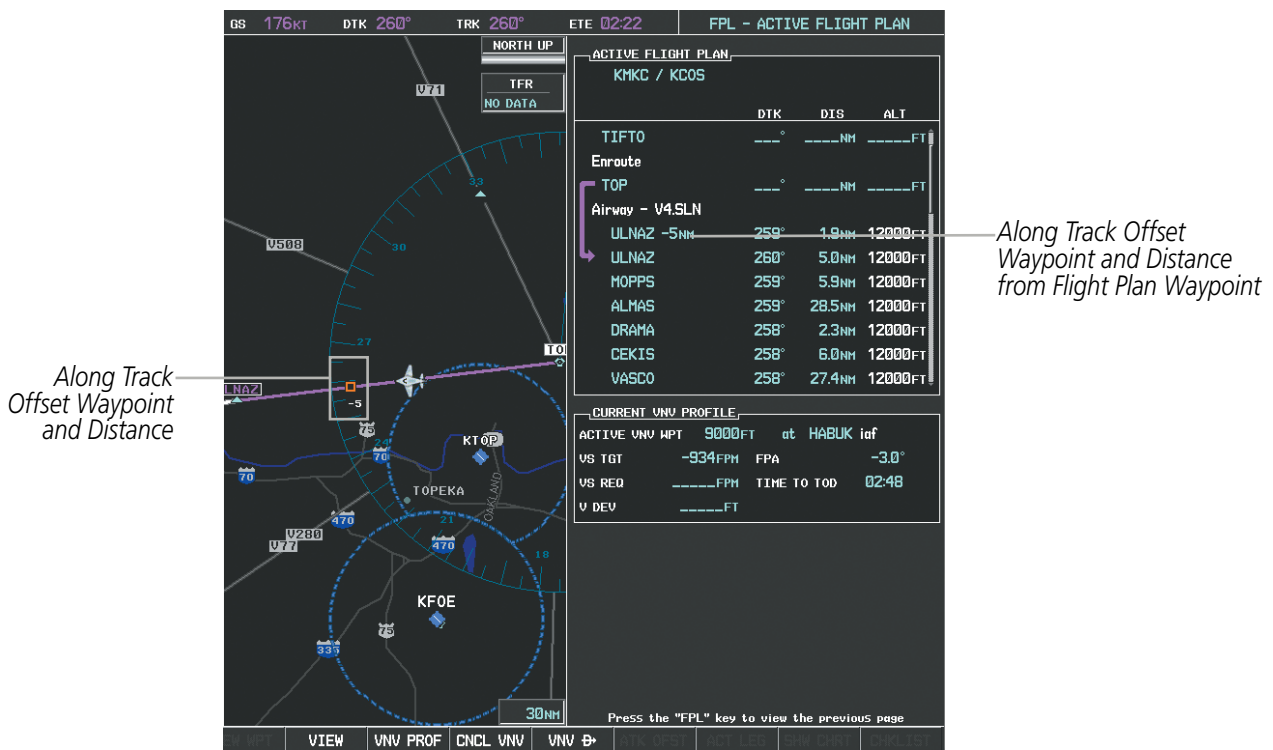 GS 176KT DTK 260° TRK 260° ETE 02:22 FPL - ACTIVE FLIGHT PLAN
NORTH UP
TFR
NO DATA
V71
33
V508
30
27
TO
LNAZ
-5
75
24
70
KTOP
70
TOPEKA
OAKLAND
470
21
V280
V77
470
18
KFOE
75
335
30NM
ACTIVE FLIGHT PLAN
KMKC / KCOS
DTK DIS ALT
TIFTO ___° ____NM _____FT
Enroute
TOP ___° ____NM _____FT
Airway - V4.SLN
ULNAZ -5NM 259° 1.9NM 12000FT
ULNAZ 260° 5.0NM 12000FT
MOPPS 259° 5.9NM 12000FT
ALMAS 259° 28.5NM 12000FT
DRAMA 258° 2.3NM 12000FT
CEKIS 258° 6.0NM 12000FT
VASCO 258° 27.4NM 12000FT
CURRENT VNV PROFILE
ACTIVE VNV WPT 9000FT at HABUK iaf
VS TGT -934FPM FPA -3.0°
VS REQ _____FPM TIME TO TOD 02:48
V DEV _____FT
Press the "FPL" key to view the previous page
EW WPT VIEW VNV PROF CNCL VNV VNV D ATK OFST ACT LEG SHW CHRT CHKLIST
Along Track
Offset Waypoint
and Distance
Along Track Offset
Waypoint and Distance
from Flight Plan Waypoint